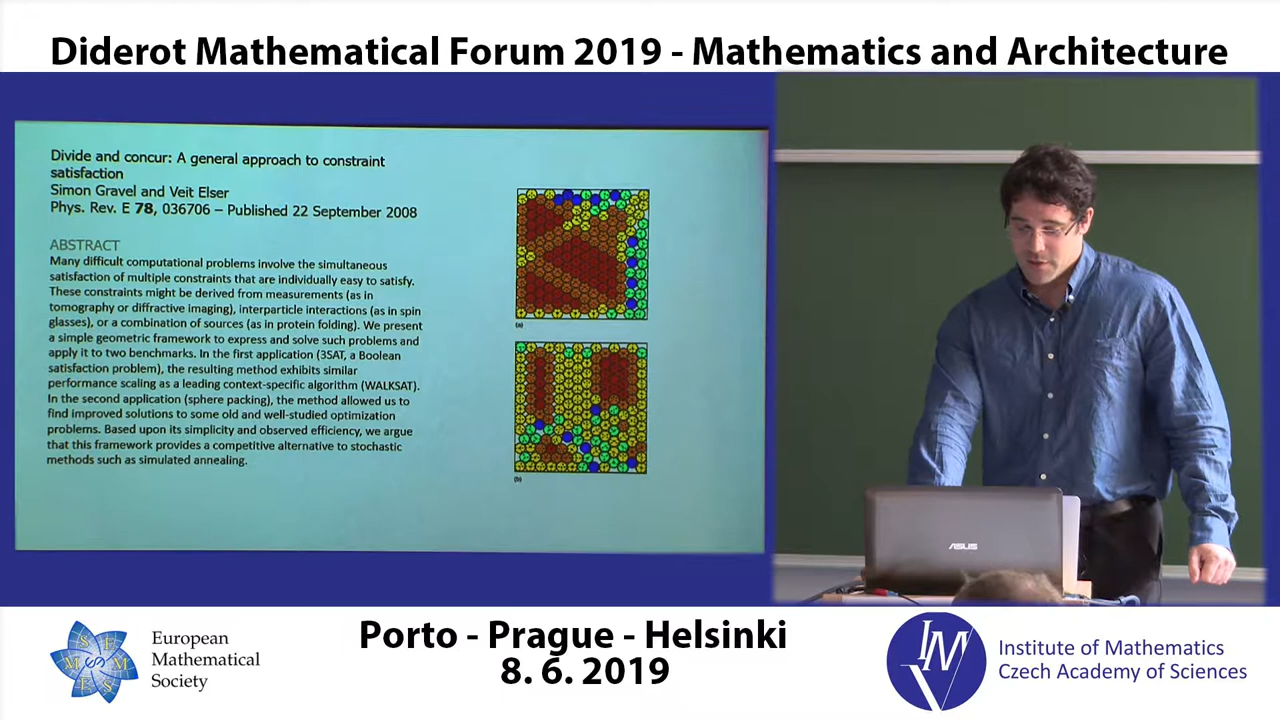 Diderot Mathematical Forum 2019 - Mathematics and Architecture
Divide and concur: A general approach to constraint
satisfaction
Simon Gravel and Veit Elser
Phys. Rev. E 78, 036706 – Published 22 September 2008
ABSTRACT
Many difficult computational problems involve the simultaneous
satisfaction of multiple constraints that are individually easy to satisfy.
These constraints might be derived from measurements (as in
tomography or diffractive imaging), interparticle interactions (as in spin
glasses), or a combination of sources (as in protein folding). We present
a simple geometric framework to express and solve such problems and
apply it to two benchmarks. In the first application (3SAT, a Boolean
satisfaction problem), the resulting method exhibits similar
performance scaling as a leading context-specific algorithm (WALKSAT).
In the second application (sphere packing), the method allowed us to
find improved solutions to some old and well-studied optimization
problems. Based upon its simplicity and observed efficiency, we argue
that this framework provides a competitive alternative to stochastic
methods such as simulated annealing.
(a)
(b)
ASUS
European
Mathematical
Society
Porto - Prague - Helsinki
8. 6. 2019
IM
Institute of Mathematics
Czech Academy of Sciences